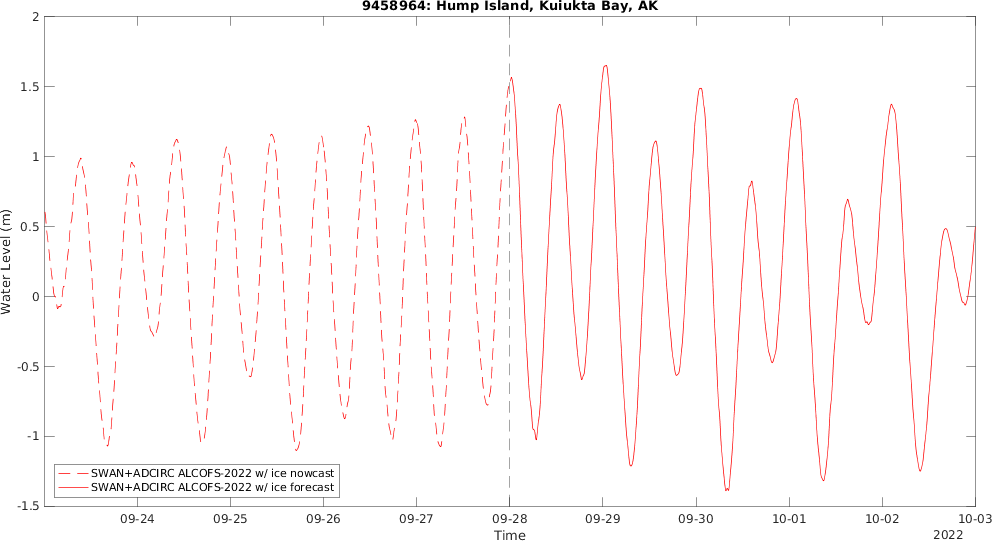 9458964: Hump Island, Kuiukta Bay, AK
2
1.5
1
0.5
0
-0.5
-1
-1.5
Water Level (m)
SWAN+ADCIRC ALCOFS-2022 w/ ice nowcast
SWAN+ADCIRC ALCOFS-2022 w/ ice forecast
09-24 09-25 09-26 09-27 09-28 09-29 09-30 10-01 10-02 10-03
Time
2022